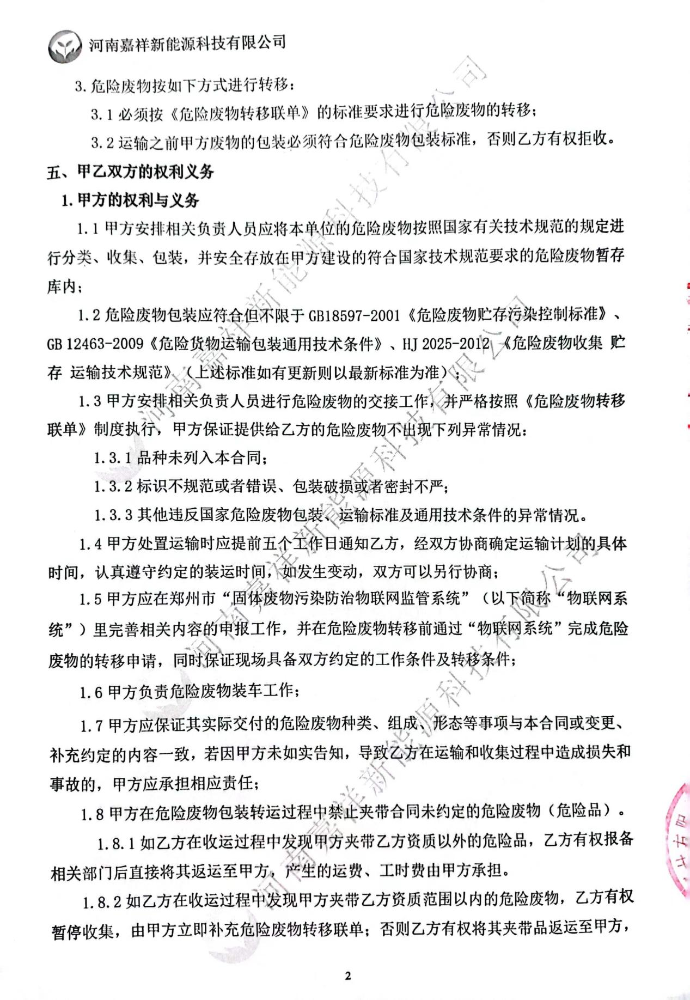 河南嘉祥新能源科技有限公司
3.危险废物按如下方式进行转移：
3.1 必须按《危险废物转移联单》的标准要求进行危险废物的转移；
3.2 运输之前甲方废物的包装必须符合危险废物包装标准，否则乙方有权拒收。
五、甲乙双方的权利义务
1.甲方的权利与义务
1.1 甲方安排相关负责人员应将本单位的危险废物按照国家有关技术规范的规定进
行分类、收集、包装，并安全存放在甲方建设的符合国家技术规范要求的危险废物暂存
库内；
1.2 危险废物包装应符合但不限于 GB18597-2001《危险废物贮存污染控制标准》、
GB 12463-2009《危险货物运输包装通用技术条件》、HJ 2025-2012 《危险废物收集 贮
存 运输技术规范》（上述标准如有更新则以最新标准为准）；
1.3 甲方安排相关负责人员进行危险废物的交接工作，并严格按照《危险废物转移
联单》制度执行，甲方保证提供给乙方的危险废物不出现下列异常情况：
1.3.1 品种未列入本合同；
1.3.2 标识不规范或者错误、包装破损或者密封不严；
1.3.3 其他违反国家危险废物包装、运输标准及通用技术条件的异常情况。
1.4 甲方处置运输时应提前五个工作日通知乙方，经双方协商确定运输计划的具体
时间，认真遵守约定的装运时间，如发生变动，双方可以另行协商；
1.5 甲方应在郑州市“固体废物污染防治物联网监管系统”（以下简称“物联网系
统”）里完善相关内容的申报工作，并在危险废物转移前通过“物联网系统”完成危险
废物的转移申请，同时保证现场具备双方约定的工作条件及转移条件；
1.6 甲方负责危险废物装车工作；
1.7 甲方应保证其实际交付的危险废物种类、组成、形态等事项与本合同或变更、
补充约定的内容一致，若因甲方未如实告知，导致乙方在运输和收集过程中造成损失和
事故的，甲方应承担相应责任；
1.8 甲方在危险废物包装转运过程中禁止夹带合同未约定的危险废物（危险品）。
1.8.1 如乙方在收运过程中发现甲方夹带乙方资质以外的危险品，乙方有权报备
相关部门后直接将其返运至甲方，产生的运费、工时费由甲方承担。
1.8.2 如乙方在收运过程中发现甲方夹带乙方资质范围以内的危险废物，乙方有权
暂停收集，由甲方立即补充危险废物转移联单；否则乙方有权将其夹带品返运至甲方，
2
河南嘉祥新能源科技有限公司
河南嘉祥新能源科技有限公司
河南嘉祥新能源科技有限公司